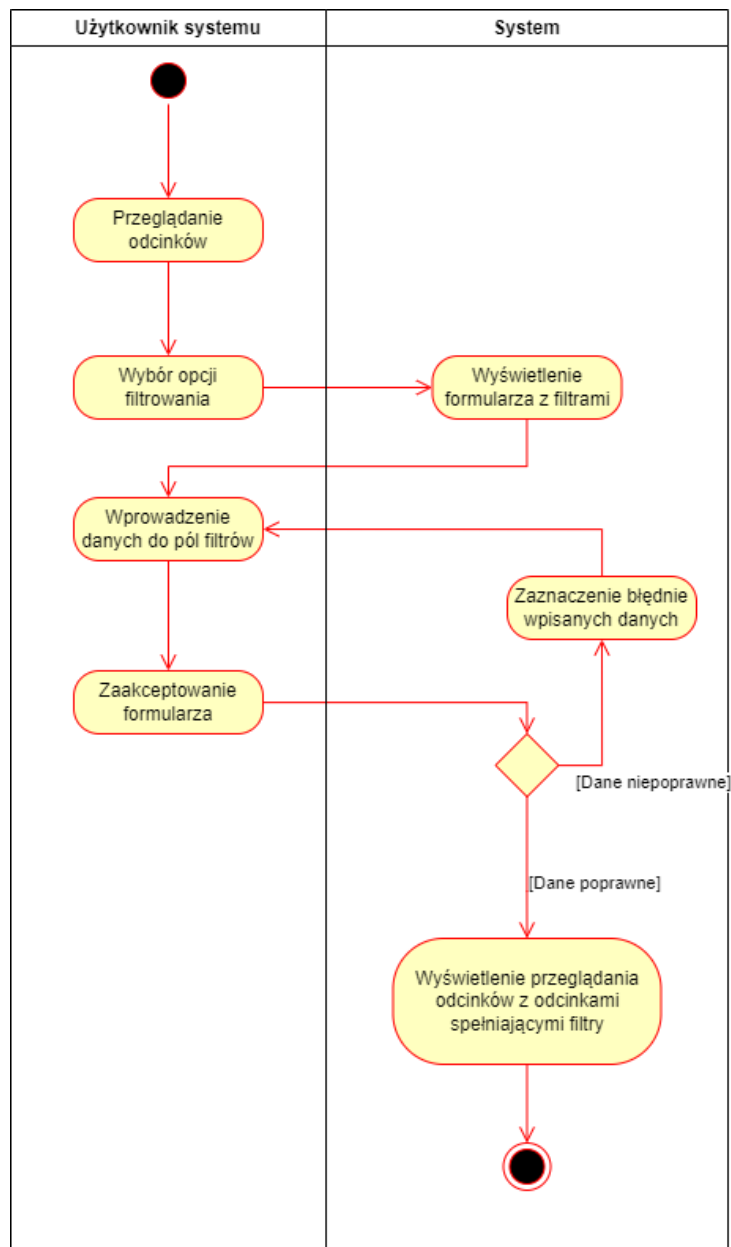 Użytkownik systemu
System
Przeglądanie
odcinków
Wybór opcji
filtrowania
Wyświetlenie
formularza z filtrami
Wprowadzenie
danych do pól filtrów
Zaznaczenie błędnie
wpisanych danych
Zaakceptowanie
formularza
[Dane niepoprawne]
[Dane poprawne]
Wyświetlenie przeglądania
odcinków z odcinkami
spełniającymi filtry